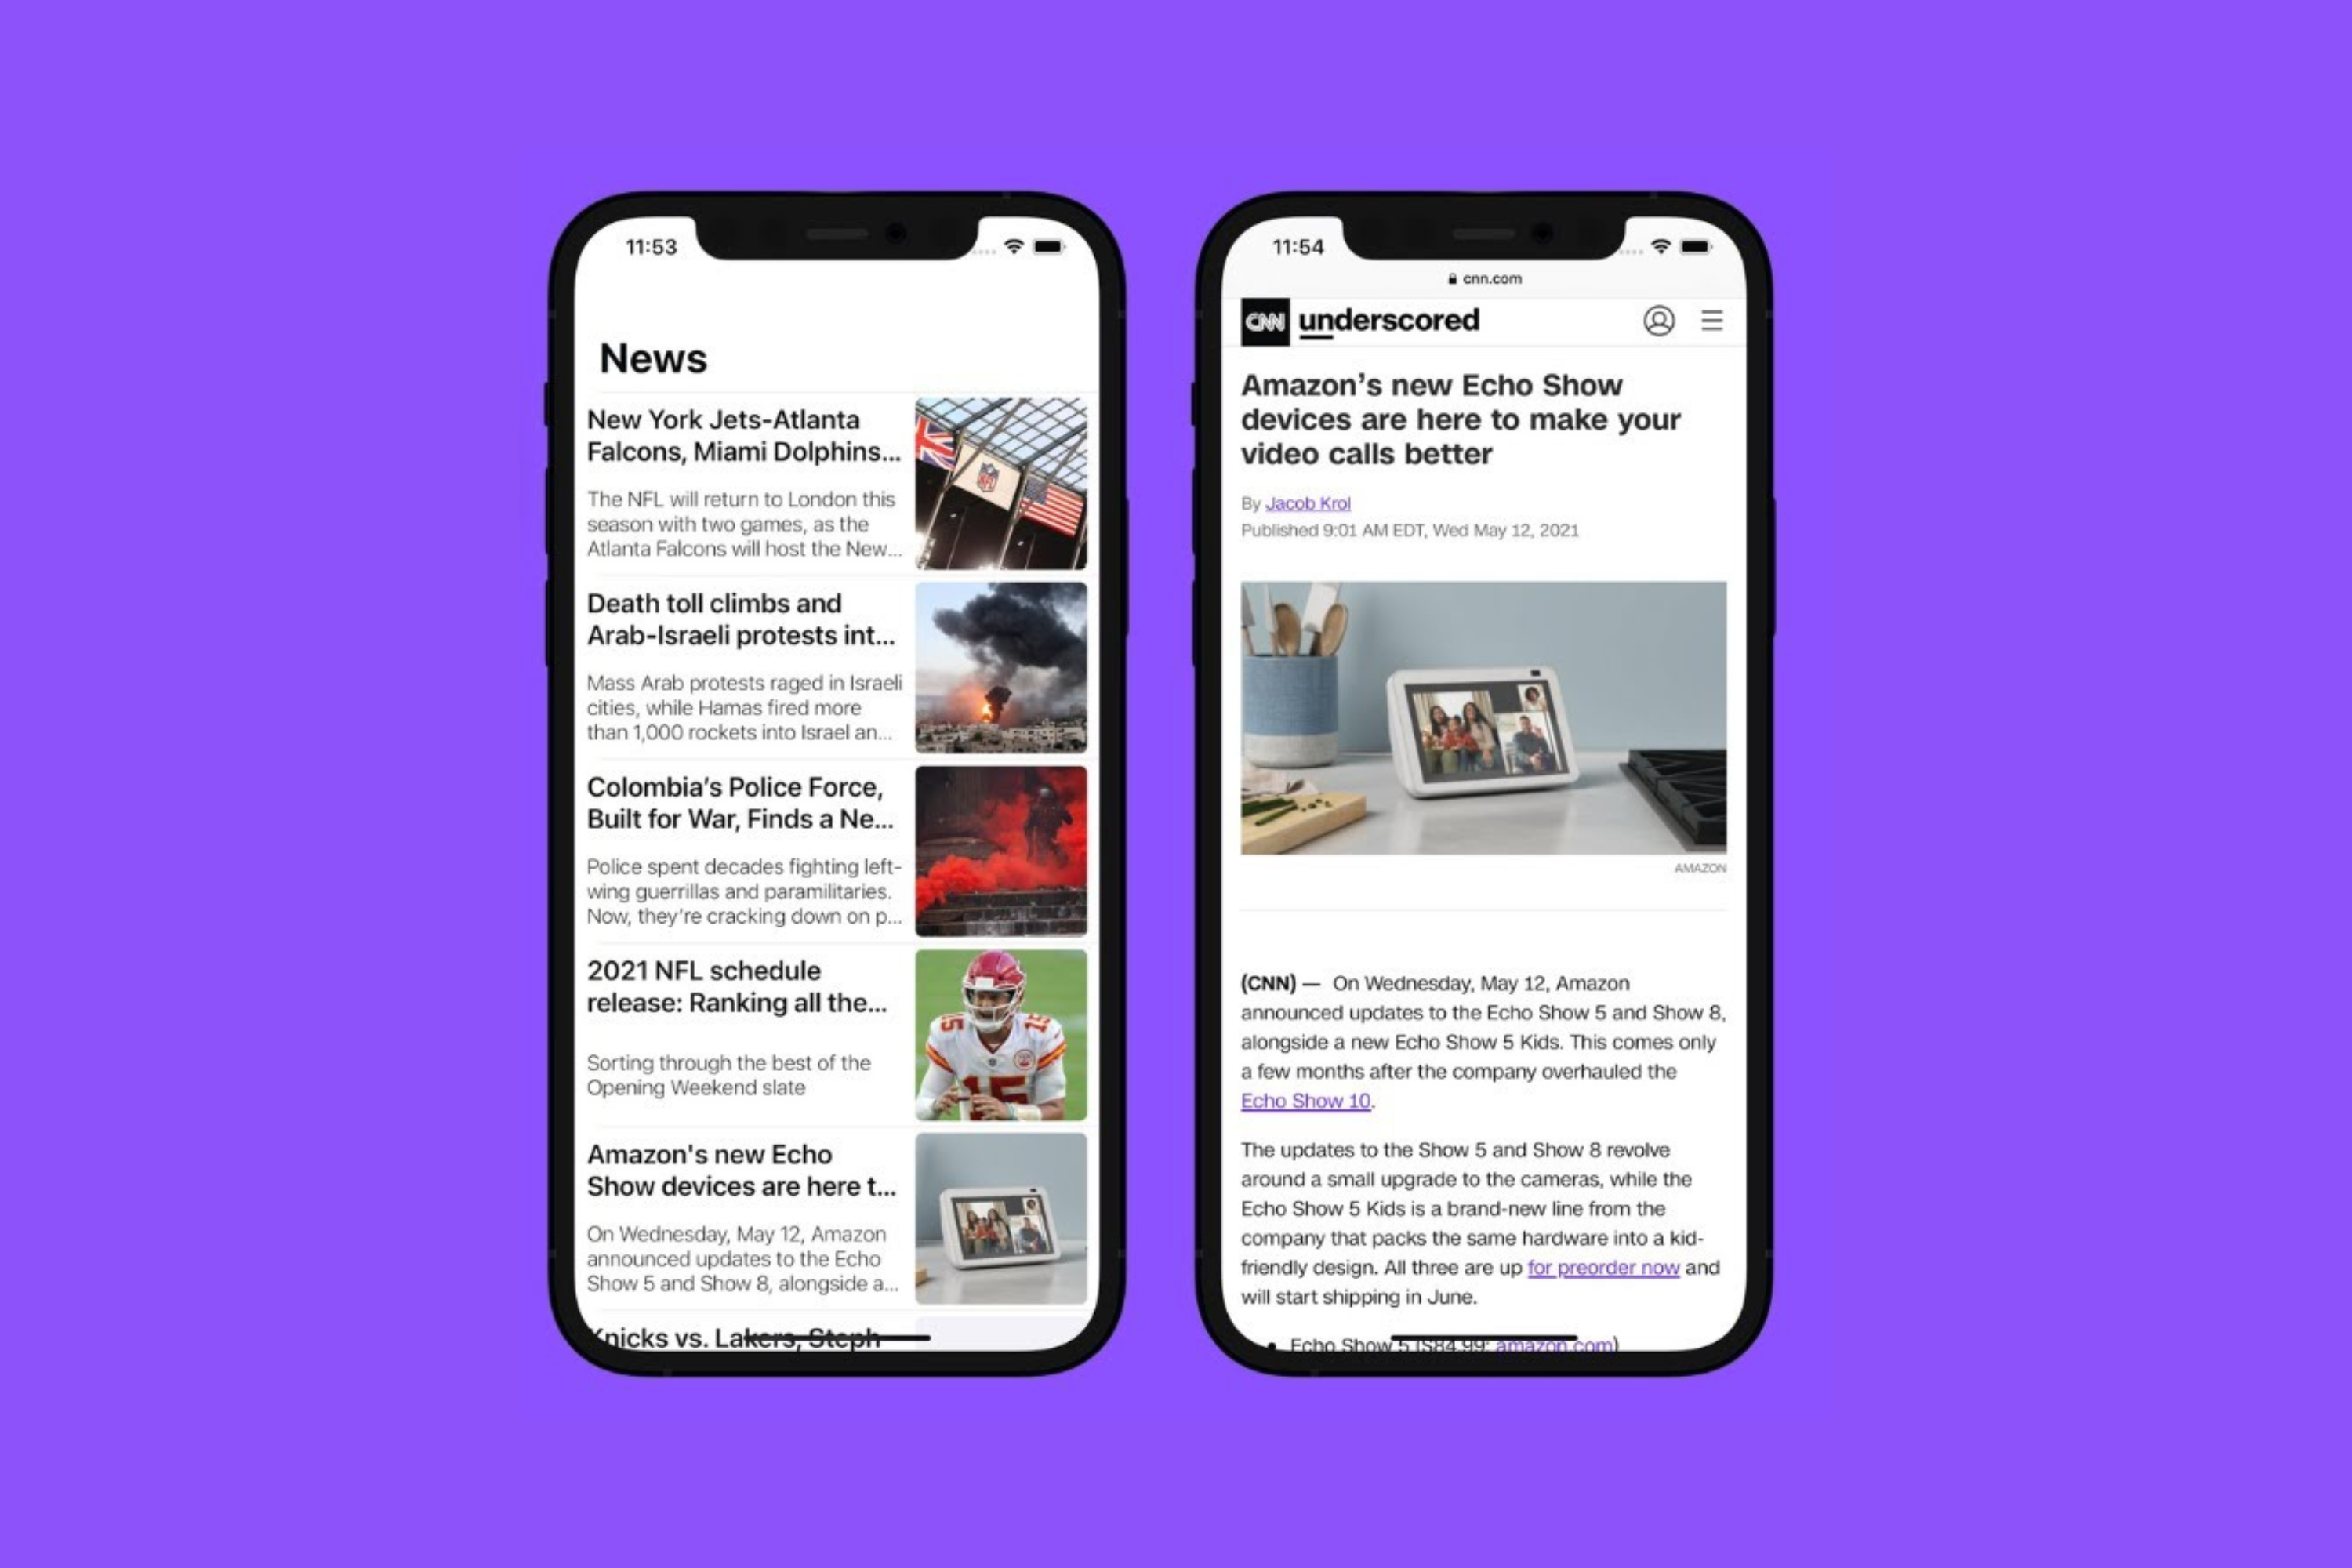 11:53
News
New York Jets-Atlanta
Falcons, Miami Dolphins...
The NFL will return to London this
season with two games, as the
Atlanta Falcons will host the New...
NFL
Death toll climbs and
Arab-Israeli protests int...
Mass Arab protests raged in Israeli
cities, while Hamas fired more
than 1,000 rockets into Israel an...
Colombia's Police Force,
Built for War, Finds a Ne...
Police spent decades fighting left-
wing guerrillas and paramilitaries.
Now, they're cracking down on p...
2021 NFL schedule
release: Ranking all the...
Sorting through the best of the
Opening Weekend slate
15
15
15
Amazon's new Echo
Show devices are here t...
On Wednesday, May 12, Amazon
announced updates to the Echo
Show 5 and Show 8, alongside a...
Knicks vs. Lakers, Steph
11:54
cnn.com
CNN underscored
Amazon’s new Echo Show
devices are here to make your
video calls better
By Jacob Krol
Published 9:01 AM EDT, Wed May 12, 2021
AMAZON
(CNN) — On Wednesday, May 12, Amazon
announced updates to the Echo Show 5 and Show 8,
alongside a new Echo Show 5 Kids. This comes only
a few months after the company overhauled the
Echo Show 10.
The updates to the Show 5 and Show 8 revolve
around a small upgrade to the cameras, while the
Echo Show 5 Kids is a brand-new line from the
company that packs the same hardware into a kid-
friendly design. All three are up for preorder now and
will start shipping in June.
• Echo Show 5 ($84.99; amazon.com)